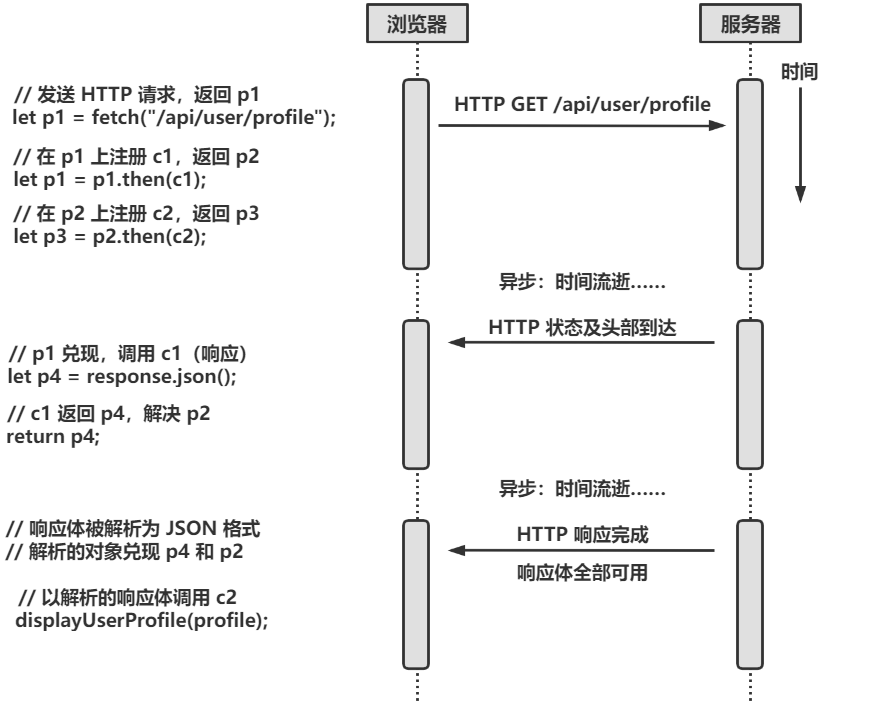 浏览器
服务器
时间
// 发送 HTTP 请求，返回 p1
let p1 = fetch("/api/user/profile");
HTTP GET /api/user/profile
// 在 p1 上注册 c1，返回 p2
let p1 = p1.then(c1);
// 在 p2 上注册 c2，返回 p3
let p3 = p2.then(c2);
异步：时间流逝......
HTTP 状态及头部到达
// p1 兑现，调用 c1（响应）
let p4 = response.json();
// c1 返回 p4，解决 p2
return p4;
异步：时间流逝......
// 响应体被解析为 JSON 格式
// 解析的对象兑现 p4 和 p2
HTTP 响应完成
响应体全部可用
// 以解析的响应体调用 c2
displayUserProfile(profile);